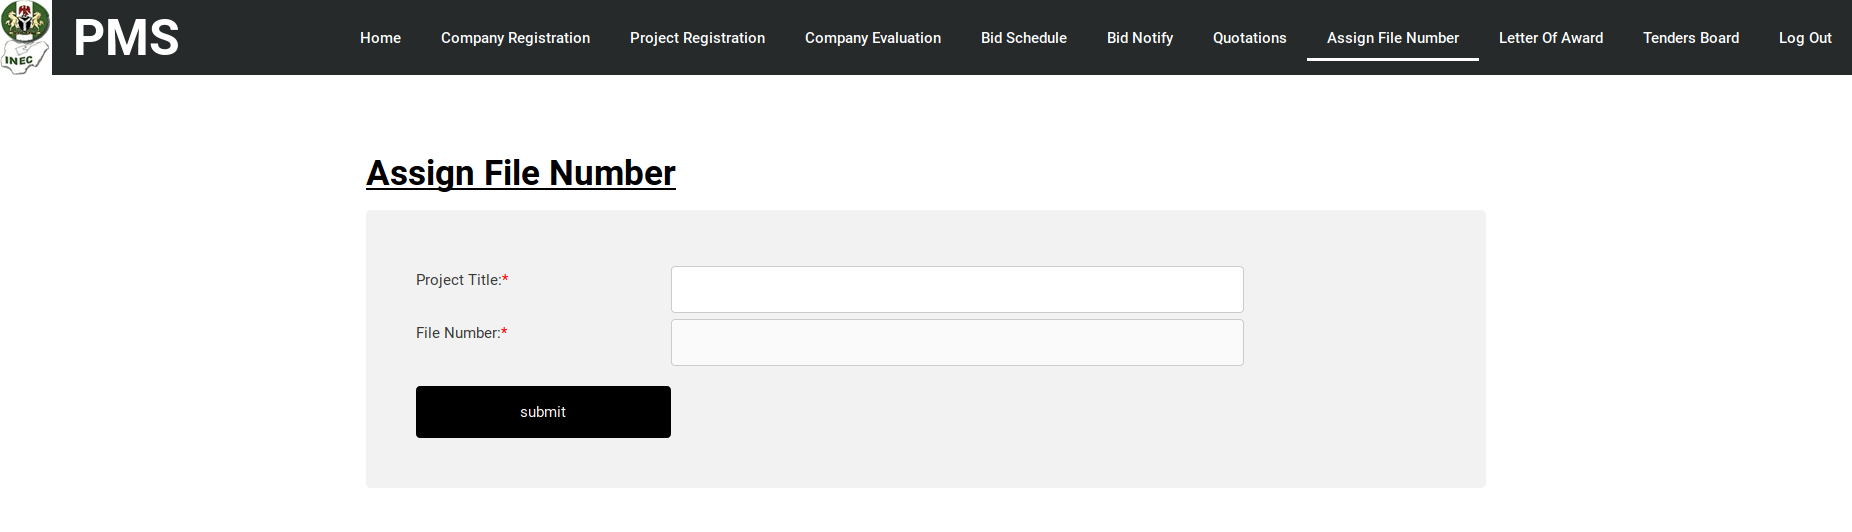 INEC
PMS
Home Company Registration Project Registration Company Evaluation Bid Schedule Bid Notify Quotations Assign File Number Letter Of Award Tenders Board Log Out
Assign File Number
Project Title:*
File Number:*
submit